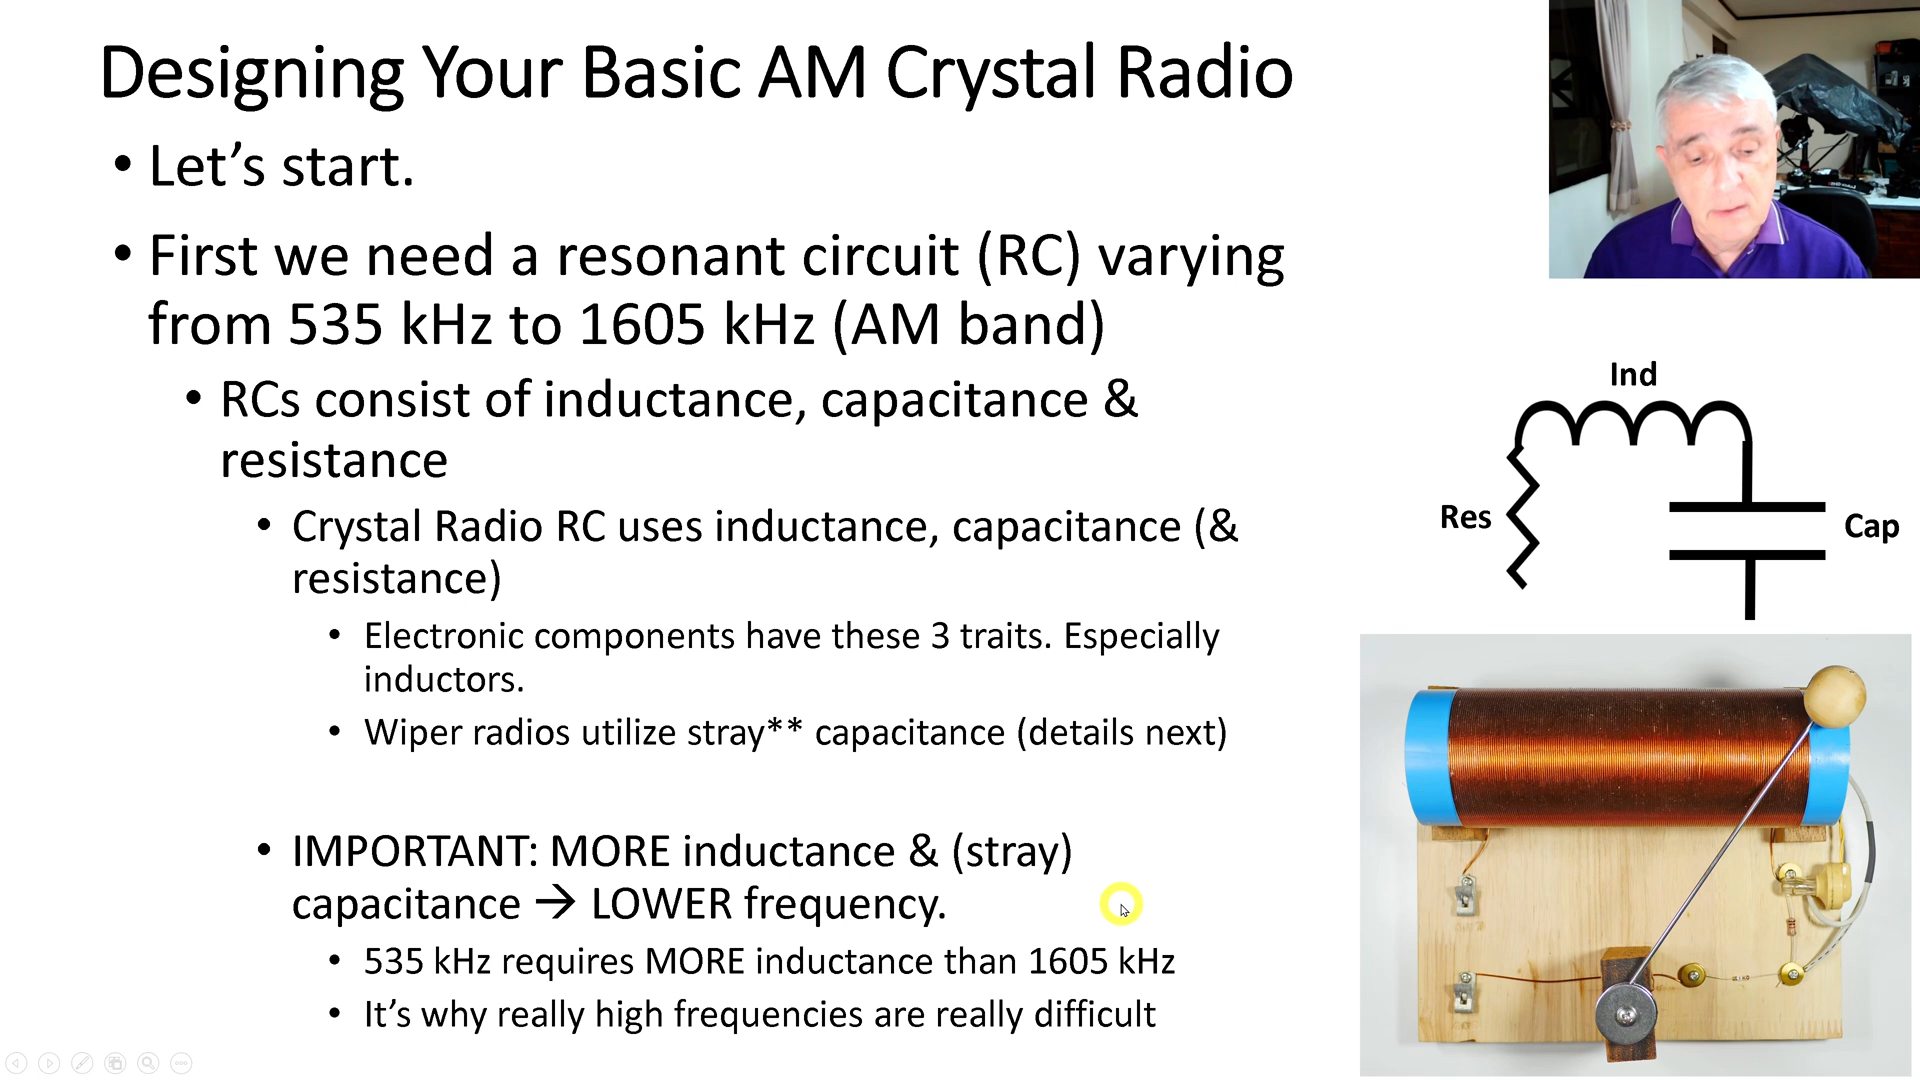 Designing Your Basic AM Crystal Radio
• Let’s start.
• First we need a resonant circuit (RC) varying
from 535 kHz to 1605 kHz (AM band)
• RCs consist of inductance, capacitance &
resistance
• Crystal Radio RC uses inductance, capacitance (&
resistance)
• Electronic components have these 3 traits. Especially
inductors.
• Wiper radios utilize stray** capacitance (details next)
• IMPORTANT: MORE inductance & (stray)
capacitance → LOWER frequency.
• 535 kHz requires MORE inductance than 1605 kHz
• It’s why really high frequencies are really difficult
Ind
Res
Cap